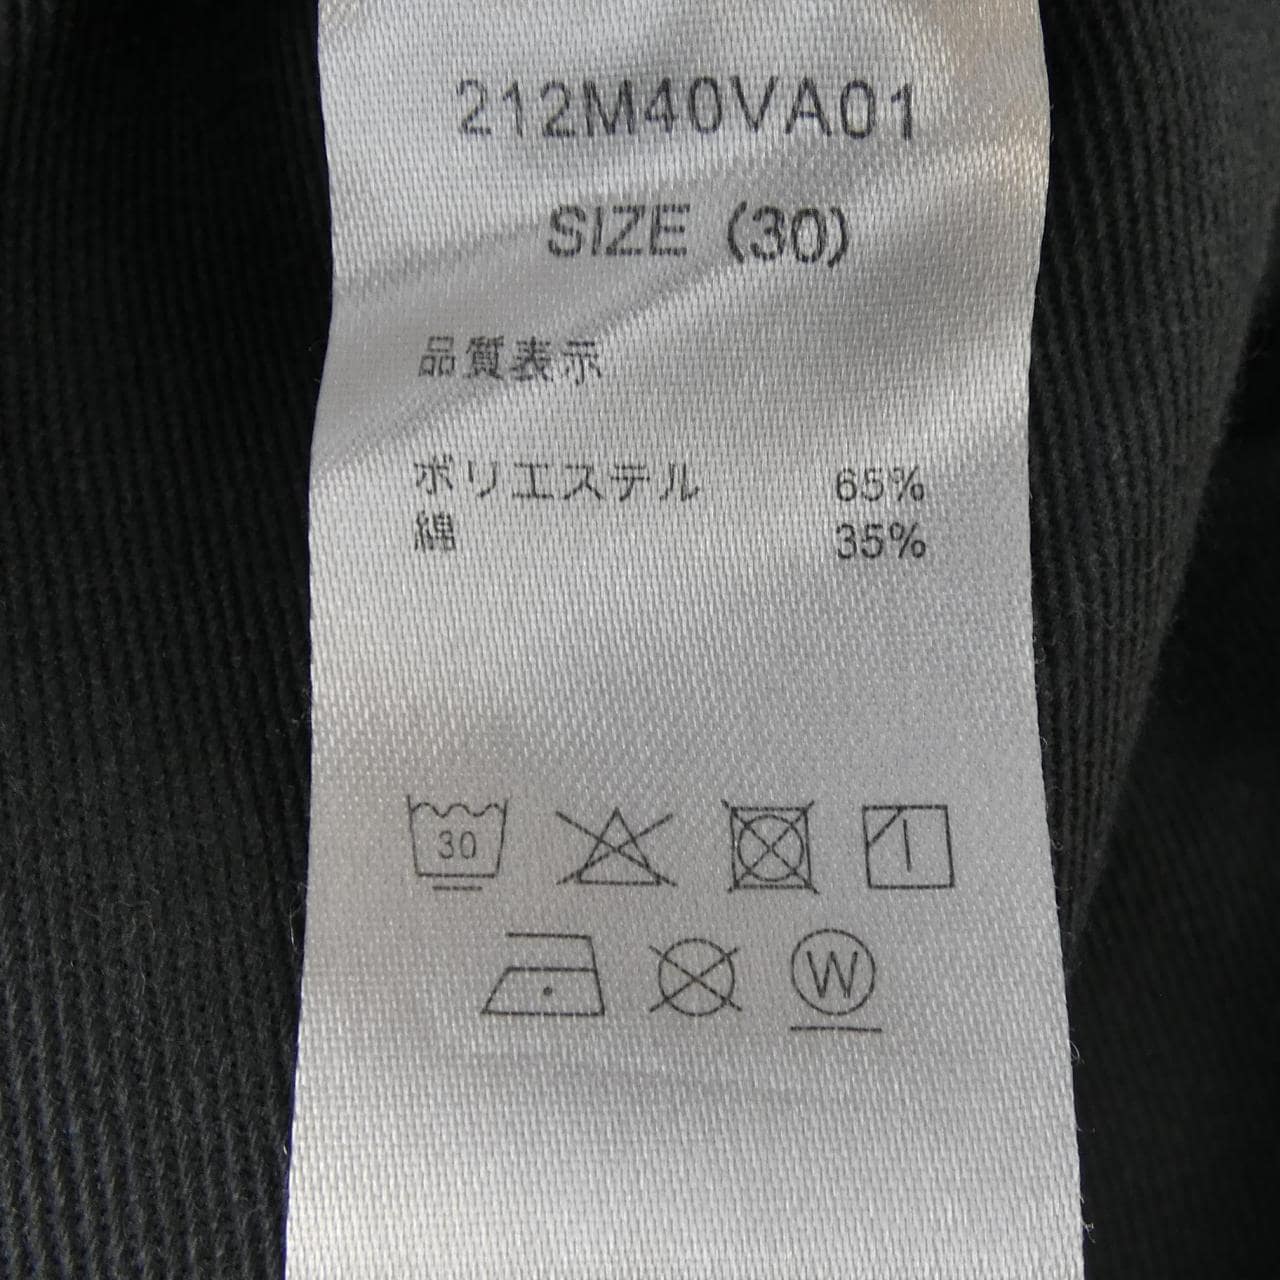 212M40VA01
SIZE (30)
品質表示
ポリエステル 65%
綿 35%
30
W